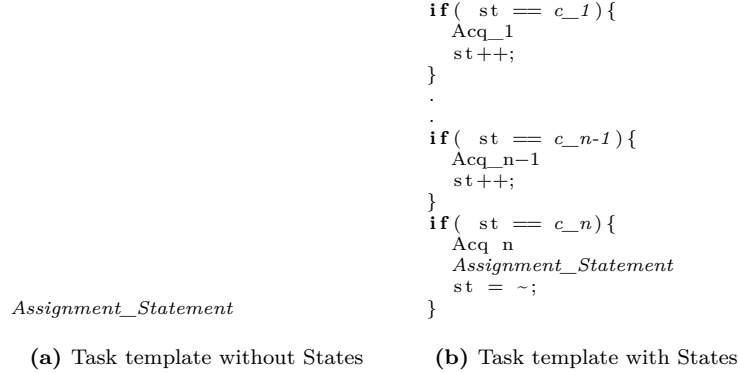 Assignment_Statement
(a) Task template without States
if( st == c_1){
Acq_1
st++;
}
.
.
if( st == c_n-1){
Acq_n−1
st++;
}
if( st == c_n){
Acq n
Assignment_Statement
st = ~;
}
(b) Task template with States